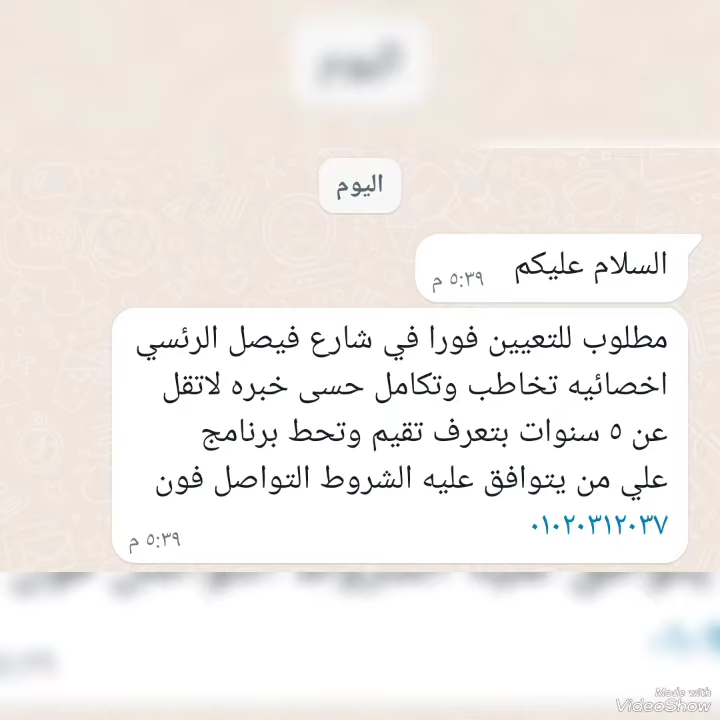 اليوم
السلام عليكم
٥:٣٩ م
مطلوب للتعيين فورا في شارع فيصل الرئسي
اخصائيه تخاطب وتكامل حسى خبره لاتقل
عن ٥ سنوات بتعرف تقيم وتحط برنامج
علي من يتوافق عليه الشروط التواصل فون
٠١٠٢٠٣١٢٠٣٧
٥:٣٩ م
Made with
VideoShow